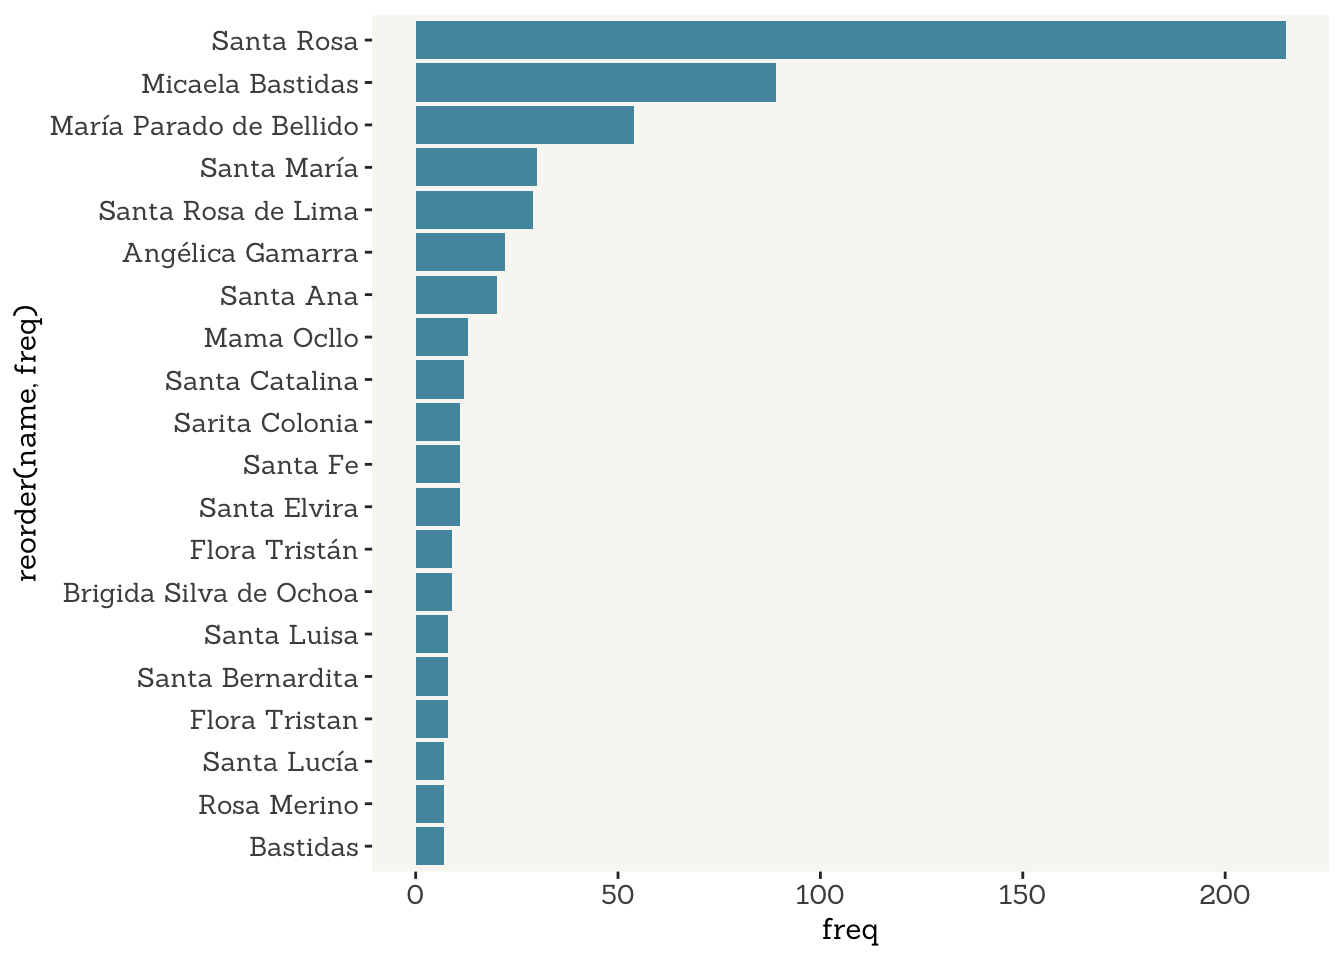 Santa Rosa
Micaela Bastidas
María Parado de Bellido
Santa María
Santa Rosa de Lima
Angélica Gamarra
Santa Ana
Mama Ocllo
Santa Catalina
Sarita Colonia
Santa Fe
Santa Elvira
Flora Tristán
Brigida Silva de Ochoa
Santa Luisa
Santa Bernardita
Flora Tristan
Santa Lucía
Rosa Merino
Bastidas
reorder(name, freq)
0 50 100 150 200
freq